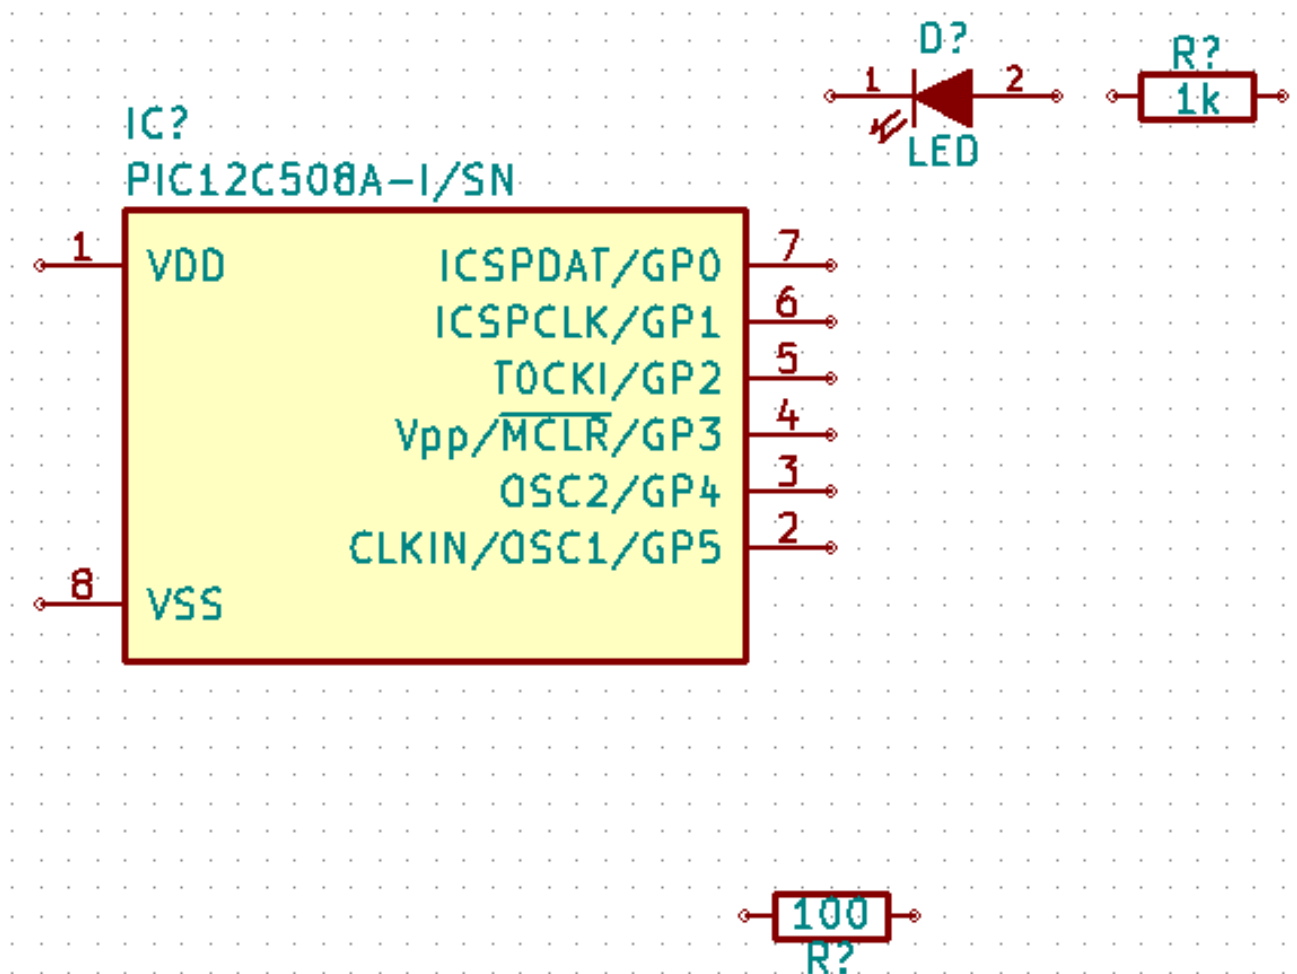 D?
1 2
LED
R?
1k
IC?
PIC12C508A-I/SN
1 VDD ICSPDAT/GP0 7
ICSPCLK/GP1 6
T0CKI/GP2 5
Vpp/MCLR/GP3 4
OSC2/GP4 3
CLKIN/OSC1/GP5 2
8 VSS
100
R?